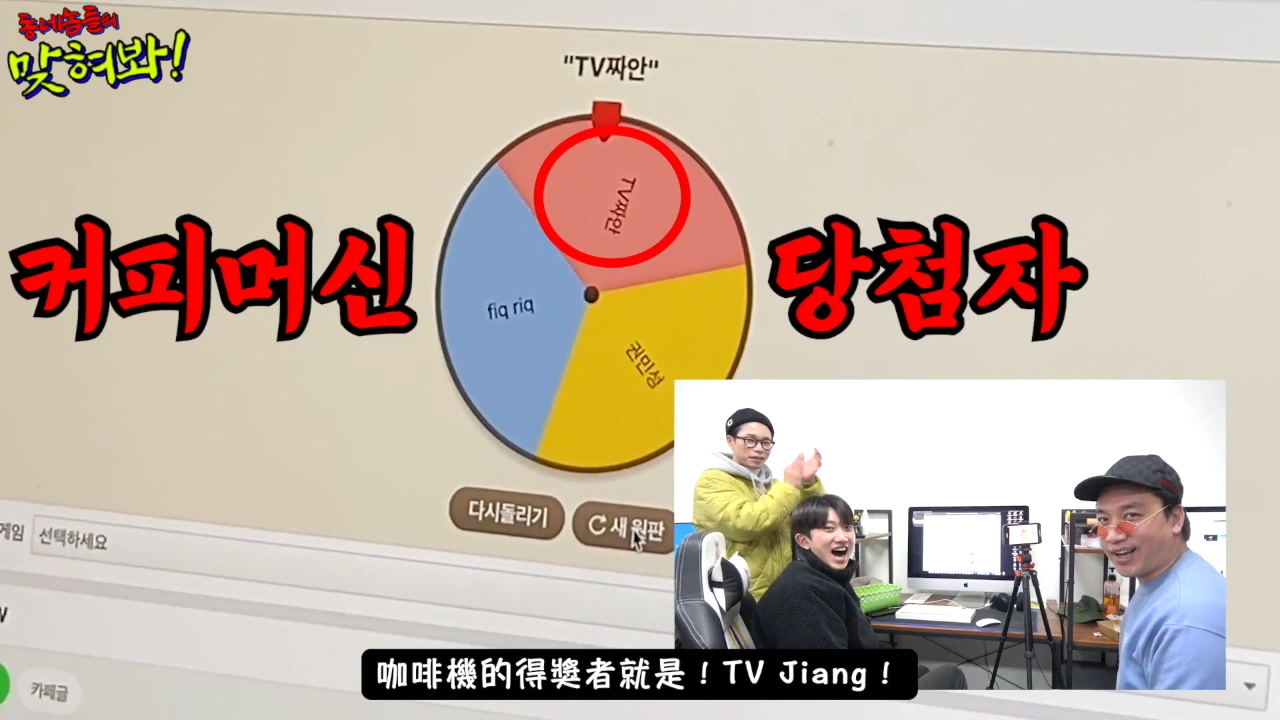 동네놈들의
맞혀봐!
"TV짜안"
TV짜안
커피머신
당첨자
fiq riq
권민성
다시돌리기
새 원판
게임
선택하세요
카페글
咖啡機的得獎者就是！TV Jiang！